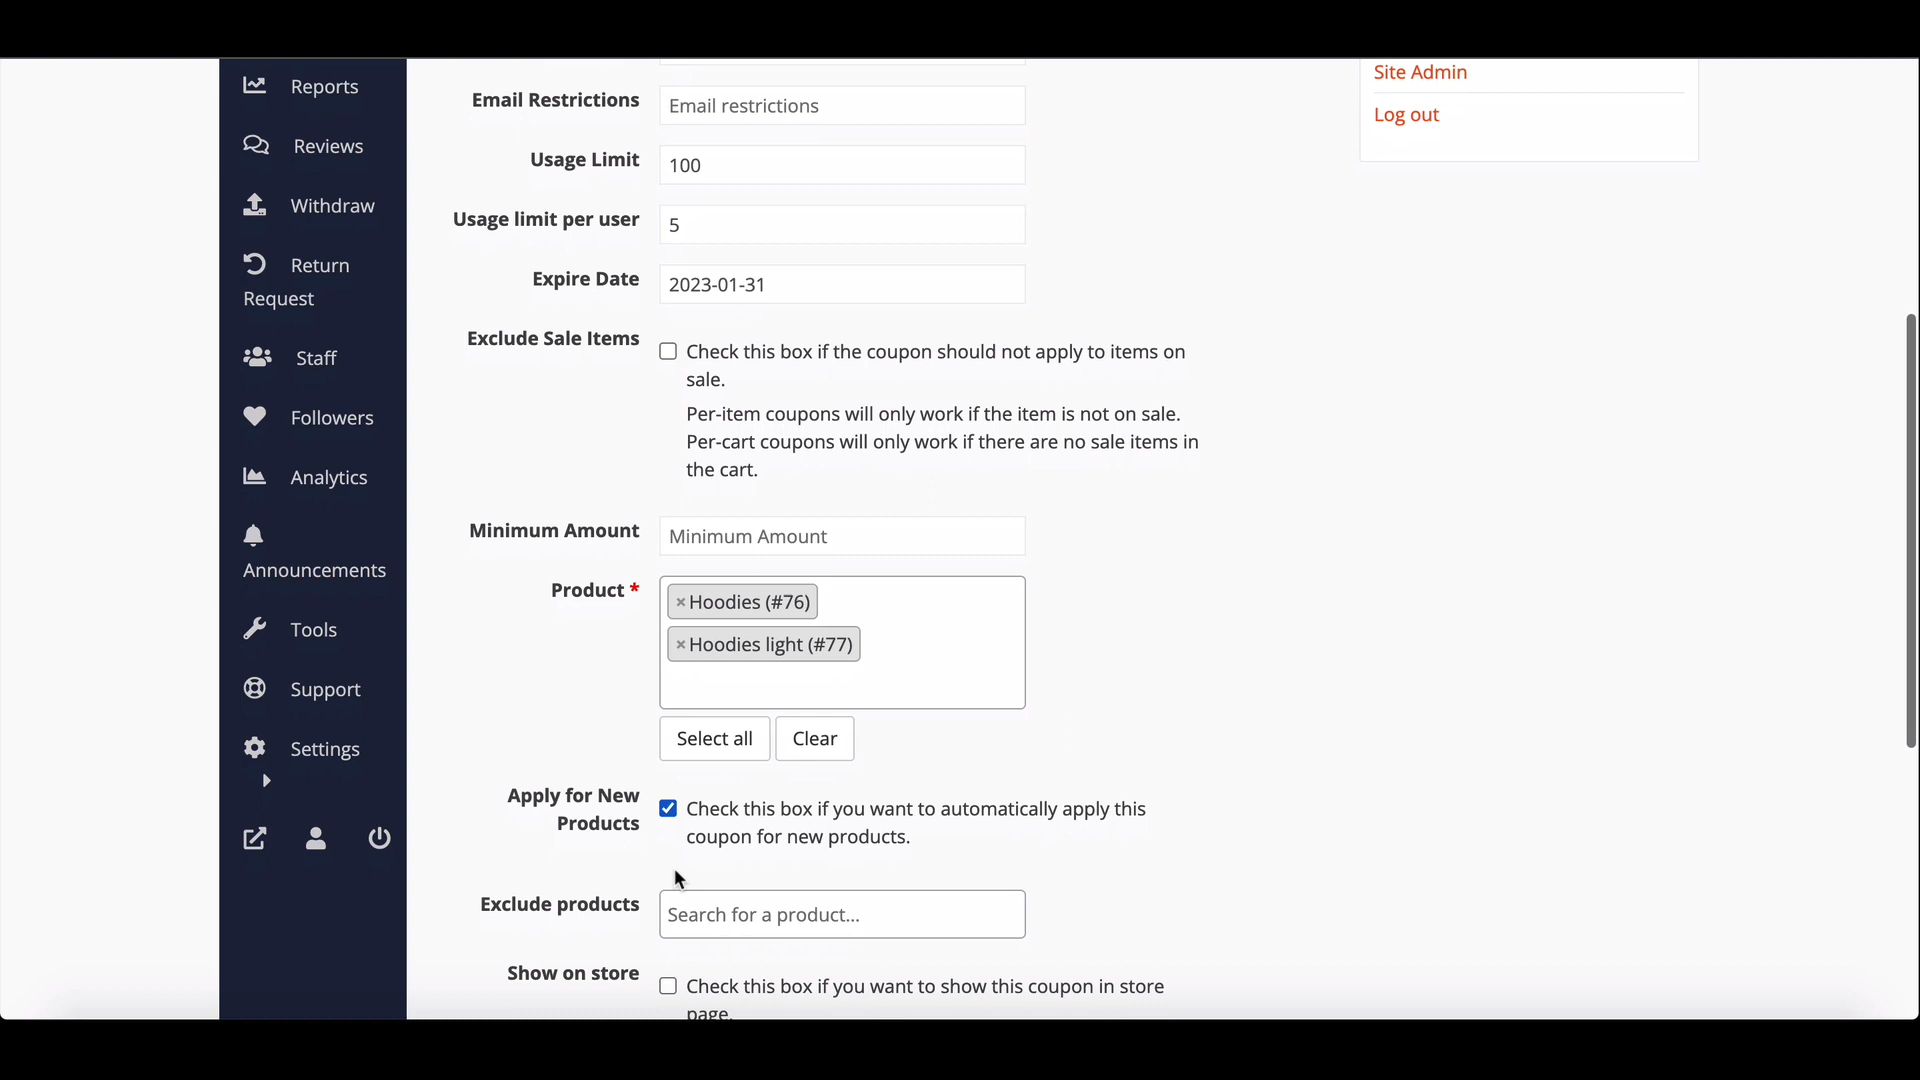 Reports
Reviews
Withdraw
Return
Request
Staff
Followers
Analytics
Announcements
Tools
Support
Settings
Email Restrictions
Email restrictions
Usage Limit
100
Usage limit per user
5
Expire Date
2023-01-31
Exclude Sale Items
Check this box if the coupon should not apply to items on
sale.
Per-item coupons will only work if the item is not on sale.
Per-cart coupons will only work if there are no sale items in
the cart.
Minimum Amount
Minimum Amount
Product *
×Hoodies (#76)
×Hoodies light (#77)
Select all
Clear
Apply for New
Products
Check this box if you want to automatically apply this
coupon for new products.
Exclude products
Search for a product...
Show on store
Check this box if you want to show this coupon in store
page.
Site Admin
Log out